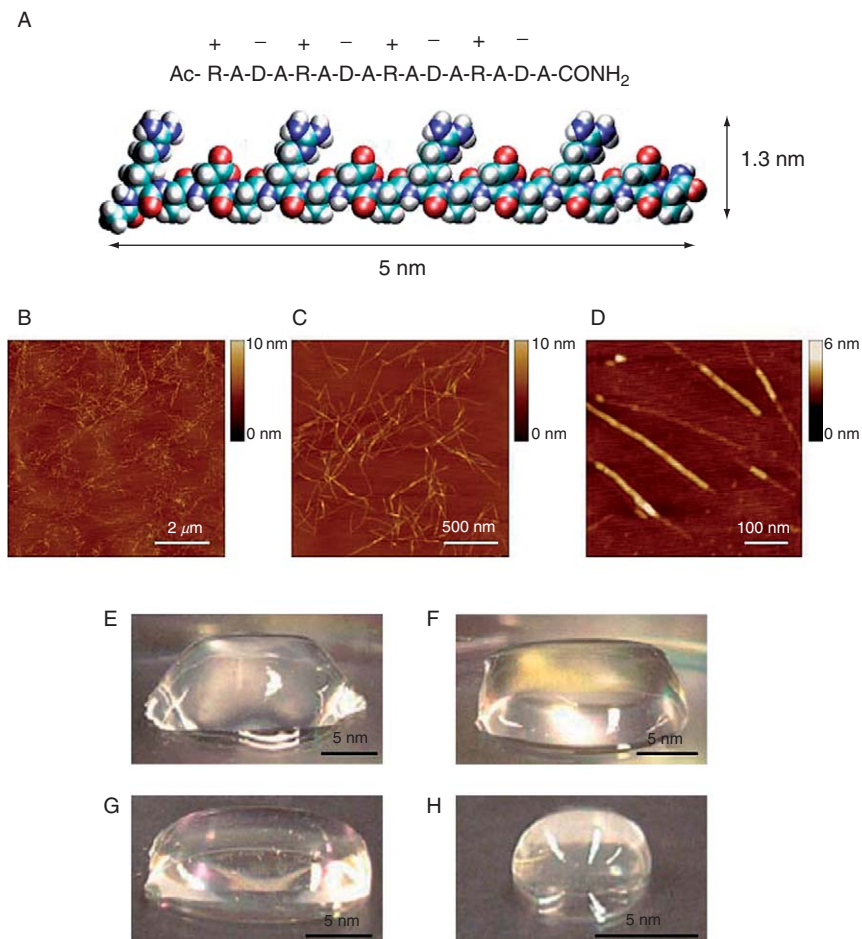 A
+ − + − + − + −
Ac- R-A-D-A-R-A-D-A-R-A-D-A-R-A-D-A-CONH₂
1.3 nm
5 nm
B
C
D
10 nm
10 nm
6 nm
0 nm
0 nm
0 nm
2 μm
500 nm
100 nm
E
F
5 nm
5 nm
G
H
5 nm
5 nm